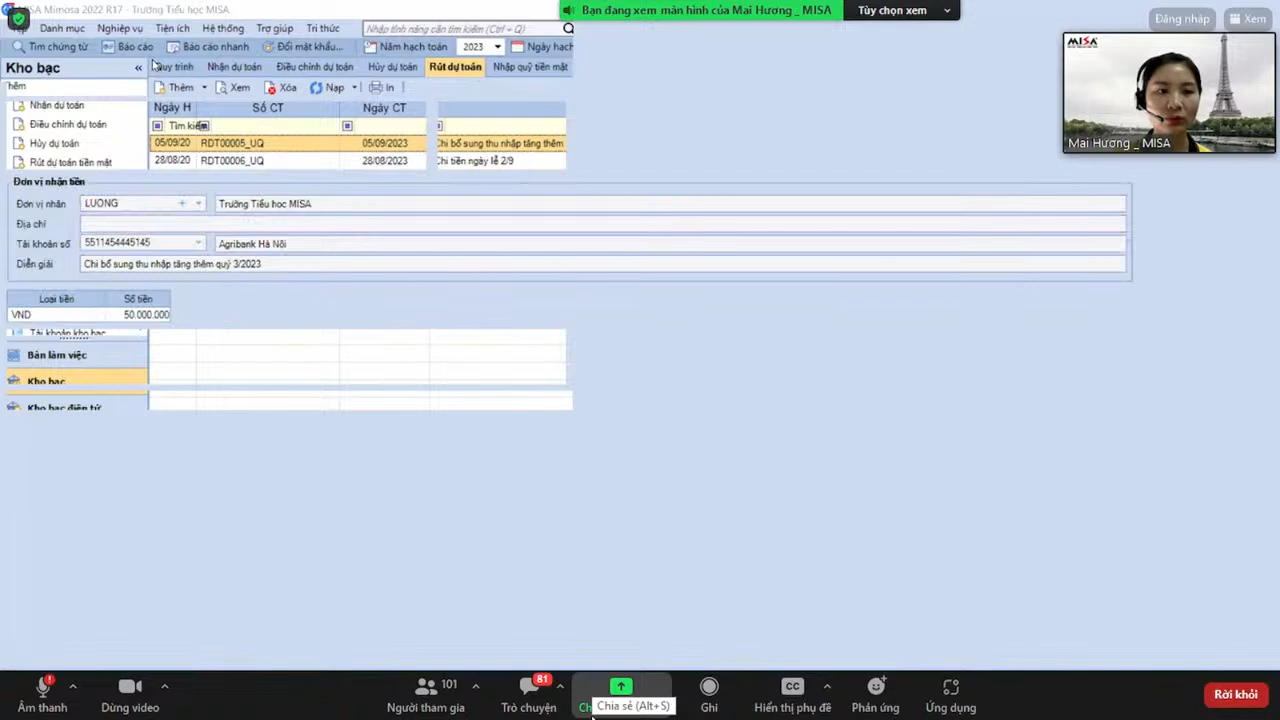 MISA Mimosa 2022 R17 - Trường Tiểu học MISA
Bạn đang xem màn hình của Mai Hương _ MISA
Tùy chọn xem
Đăng nhập
Xem
Tệp Danh mục Nghiệp vụ Tiện ích Hệ thống Trợ giúp Tri thức Nhập tính năng cần tìm kiếm (Ctrl + Q)
Tìm chứng từ Báo cáo Báo cáo nhanh Đổi mật khẩu... Năm hạch toán 2023 Ngày hạch
Kho bạc « Quy trình Nhận dự toán Điều chỉnh dự toán Hủy dự toán Rút dự toán Nhập quỹ tiền mặt
Thêm Xem Xóa Nạp In
Ngày H Số CT Ngày CT
Nhận dự toán
Điều chỉnh dự toán
Hủy dự toán
Rút dự toán tiền mặt
Tìm kiếm
05/09/20 RDT00005_UQ 05/09/2023 Chi bổ sung thu nhập tăng thêm
28/08/20 RDT00006_UQ 28/08/2023 Chi tiền ngày lễ 2/9
MISA
Mai Hương _ MISA
Đơn vị nhận tiền
Đơn vị nhận LUONG Trường Tiểu học MISA
Địa chỉ
Tài khoản số 5511454445145 Agribank Hà Nội
Diễn giải Chi bổ sung thu nhập tăng thêm quý 3/2023
Loại tiền Số tiền
VND 50.000.000
Tài khoản kho bạc
Bàn làm việc
Kho bạc
Kho bạc điện tử
81
101
Âm thanh Dừng video Người tham gia Trò chuyện Chia sẻ (Alt+S) Ghi Hiển thị phụ đề Phản ứng Ứng dụng Rời khỏi
CC